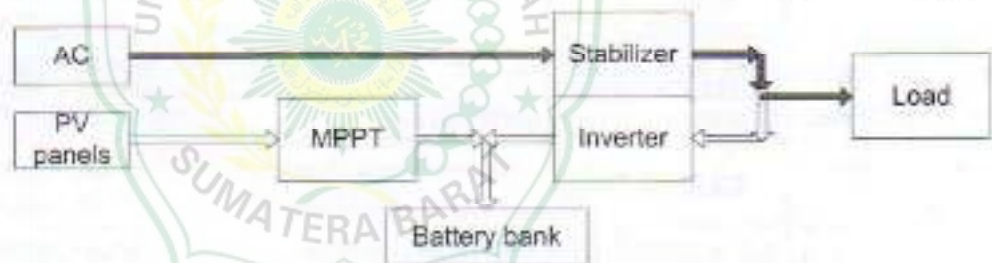 AC
Stabilizer
Load
PV
panels
MPPT
Inverter
Battery bank
SUMATERA BARAT